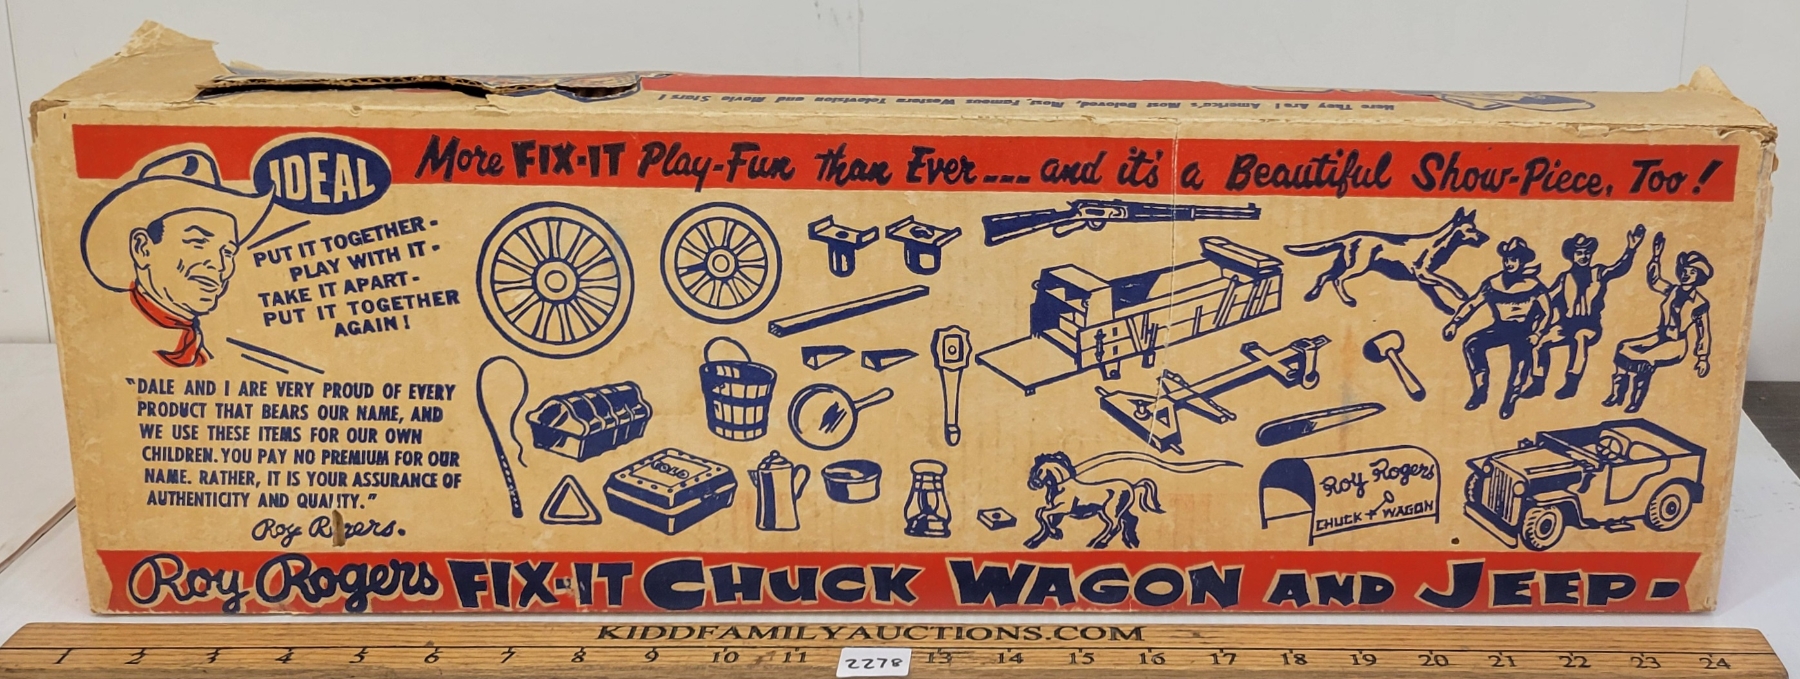 Here They Are! America's Most Beloved, Most Famous Western Television and Movie Stars!
IDEAL
More FIX-IT Play-Fun than Ever --- and it's a Beautiful Show-Piece, Too!
PUT IT TOGETHER -
PLAY WITH IT -
TAKE IT APART -
PUT IT TOGETHER
AGAIN!
"DALE AND I ARE VERY PROUD OF EVERY
PRODUCT THAT BEARS OUR NAME, AND
WE USE THESE ITEMS FOR OUR OWN
CHILDREN. YOU PAY NO PREMIUM FOR OUR
NAME. RATHER, IT IS YOUR ASSURANCE OF
AUTHENTICITY AND QUALITY."
Roy Rogers.
GOLD
Roy Rogers
CHUCK WAGON
Roy Rogers FIX-IT CHUCK WAGON AND JEEP-
KIDDFAMILYAUCTIONS.COM
1 2 3 4 5 6 7 8 9 10 11 2278 13 14 15 16 17 18 19 20 21 22 23 24